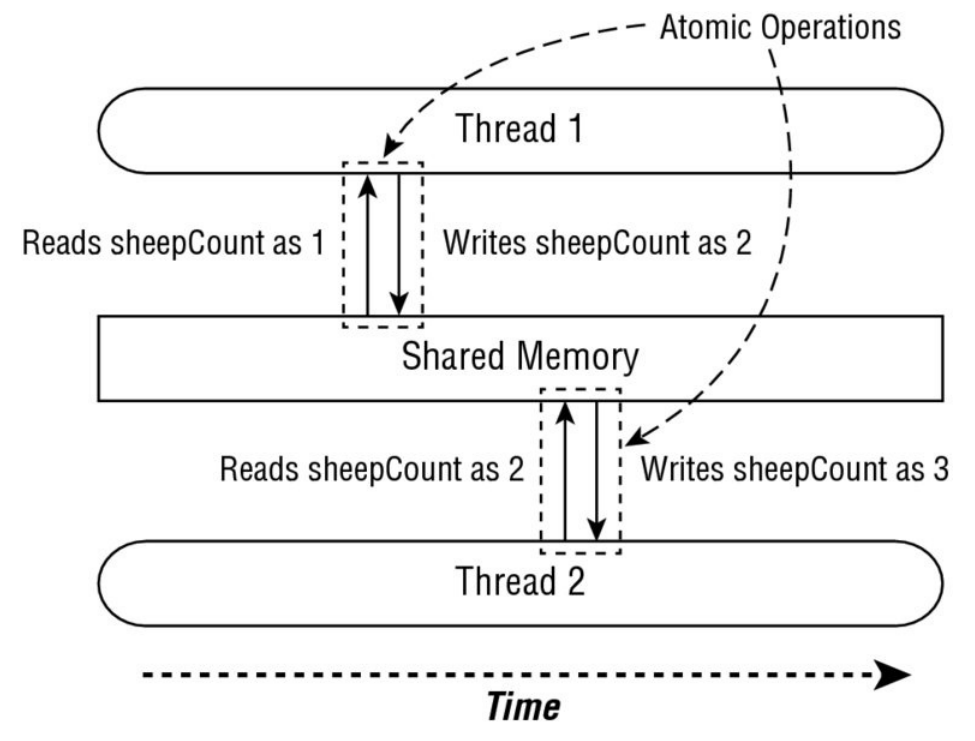 Atomic Operations
Thread 1
Reads sheepCount as 1
Writes sheepCount as 2
Shared Memory
Reads sheepCount as 2
Writes sheepCount as 3
Thread 2
Time